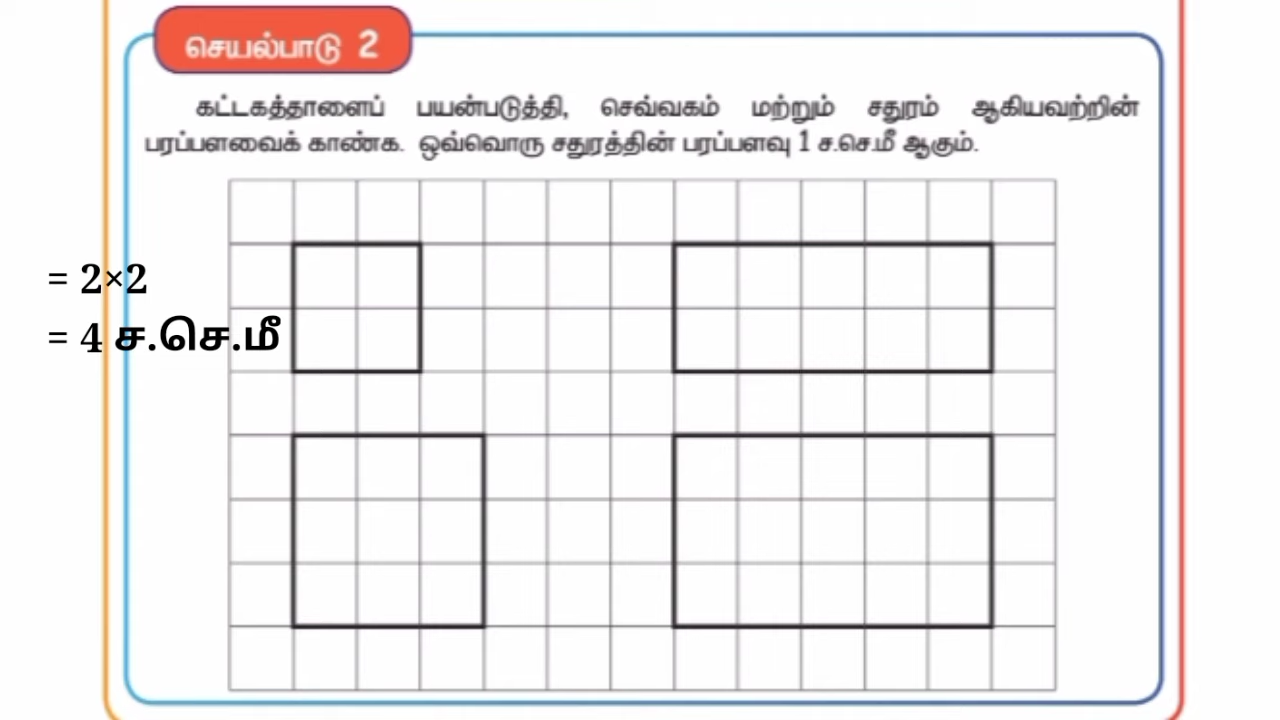 செயல்பாடு 2
கட்டகத்தாளைப் பயன்படுத்தி, செவ்வகம் மற்றும் சதுரம் ஆகியவற்றின்
பரப்பளவைக் காண்க. ஒவ்வொரு சதுரத்தின் பரப்பளவு 1 ச.செ.மீ ஆகும்.
= 2×2
= 4 ச.செ.மீ